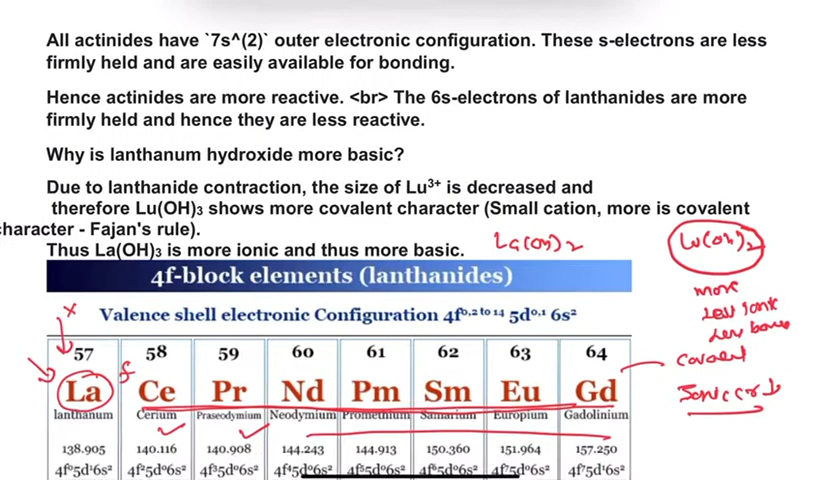 All actinides have `7s^(2)` outer electronic configuration. These s-electrons are less
firmly held and are easily available for bonding.
Hence actinides are more reactive. <br> The 6s-electrons of lanthanides are more
firmly held and hence they are less reactive.
Why is lanthanum hydroxide more basic?
Due to lanthanide contraction, the size of Lu³⁺ is decreased and
therefore Lu(OH)₃ shows more covalent character (Small cation, more is covalent
character - Fajan's rule).
Thus La(OH)₃ is more ionic and thus more basic.
La(OH)2
Lu(OH)2
more
less
less
covalent
4f-block elements (lanthanides)
Valence shell electronic Configuration 4f⁰,² ᵗᵒ ¹⁴ 5d⁰,¹ 6s²
57 58 59 60 61 62 63 64
La Ce Pr Nd Pm Sm Eu Gd
lanthanum Cerium Praseodymium Neodymium Promethium Samarium Europium Gadolinium
138.905 140.116 140.908 144.243 144.913 150.360 151.964 157.250
4f⁰5d¹6s² 4f²5d⁰6s² 4f³5d⁰6s² 4f⁴5d⁰6s² 4f⁵5d⁰6s² 4f⁶5d⁰6s² 4f⁷5d⁰6s² 4f⁷5d¹6s²